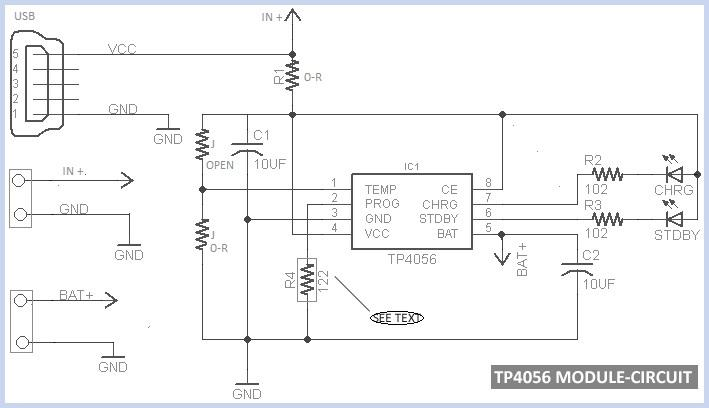 USB
IN +
5
VCC
4
3
2
1
GND
GND
R1
O-R
J
OPEN
C1
10UF
IN +.
GND
GND
J
O-R
IC1
1
TEMP
CE
8
2
PROG
CHRG
7
3
GND
STDBY
6
4
VCC
BAT
5
TP4056
R2
102
CHRG
R3
102
STDBY
BAT+
C2
10UF
R4
122
SEE TEXT
BAT+
GND
GND
TP4056 MODULE-CIRCUIT